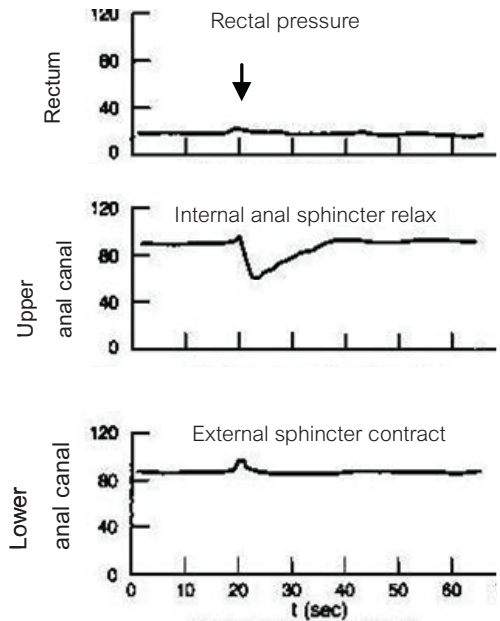 Rectal pressure
Rectum
120
80
40
0
Internal anal sphincter relax
Upper
anal canal
120
80
40
0
External sphincter contract
Lower
anal canal
120
80
40
0
0 10 20 30 40 50 60
t (sec)